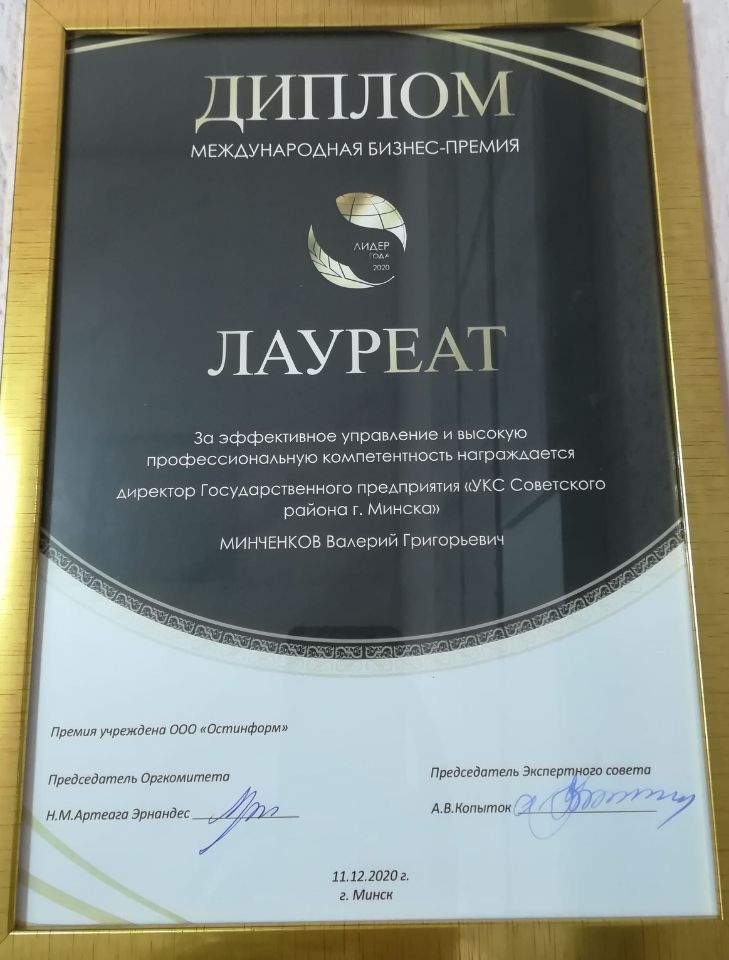 ДИПЛОМ
МЕЖДУНАРОДНАЯ БИЗНЕС-ПРЕМИЯ
ЛИДЕР
ГОДА
2020
ЛАУРЕАТ
За эффективное управление и высокую
профессиональную компетентность награждается
директор Государственного предприятия «УКС Советского
района г. Минска»
МИНЧЕНКОВ Валерий Григорьевич
Премия учреждена ООО «Остинформ»
Председатель Оргкомитета
Н.М.Артеага Эрнандес
Председатель Экспертного совета
А.В.Копыток
11.12.2020 г.
г. Минск